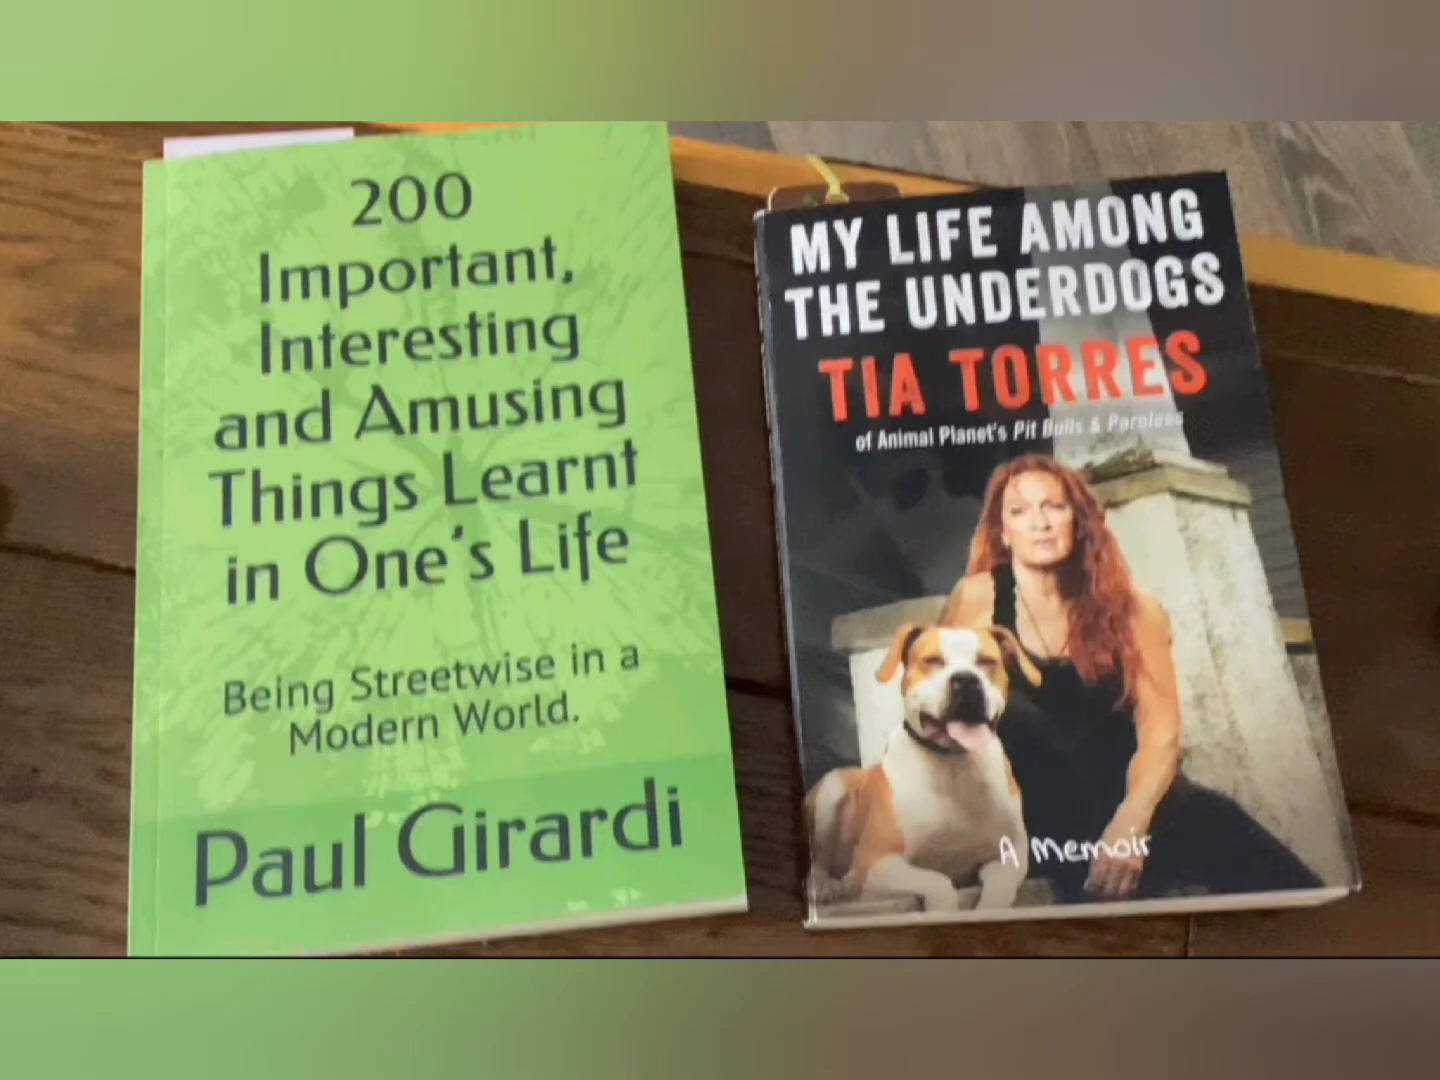 200
Important,
Interesting
and Amusing
Things Learnt
in One's Life
Being Streetwise in a
Modern World.
Paul Girardi
MY LIFE AMONG
THE UNDERDOGS
TIA TORRES
of Animal Planet's Pit Bulls & Parolees
A Memoir